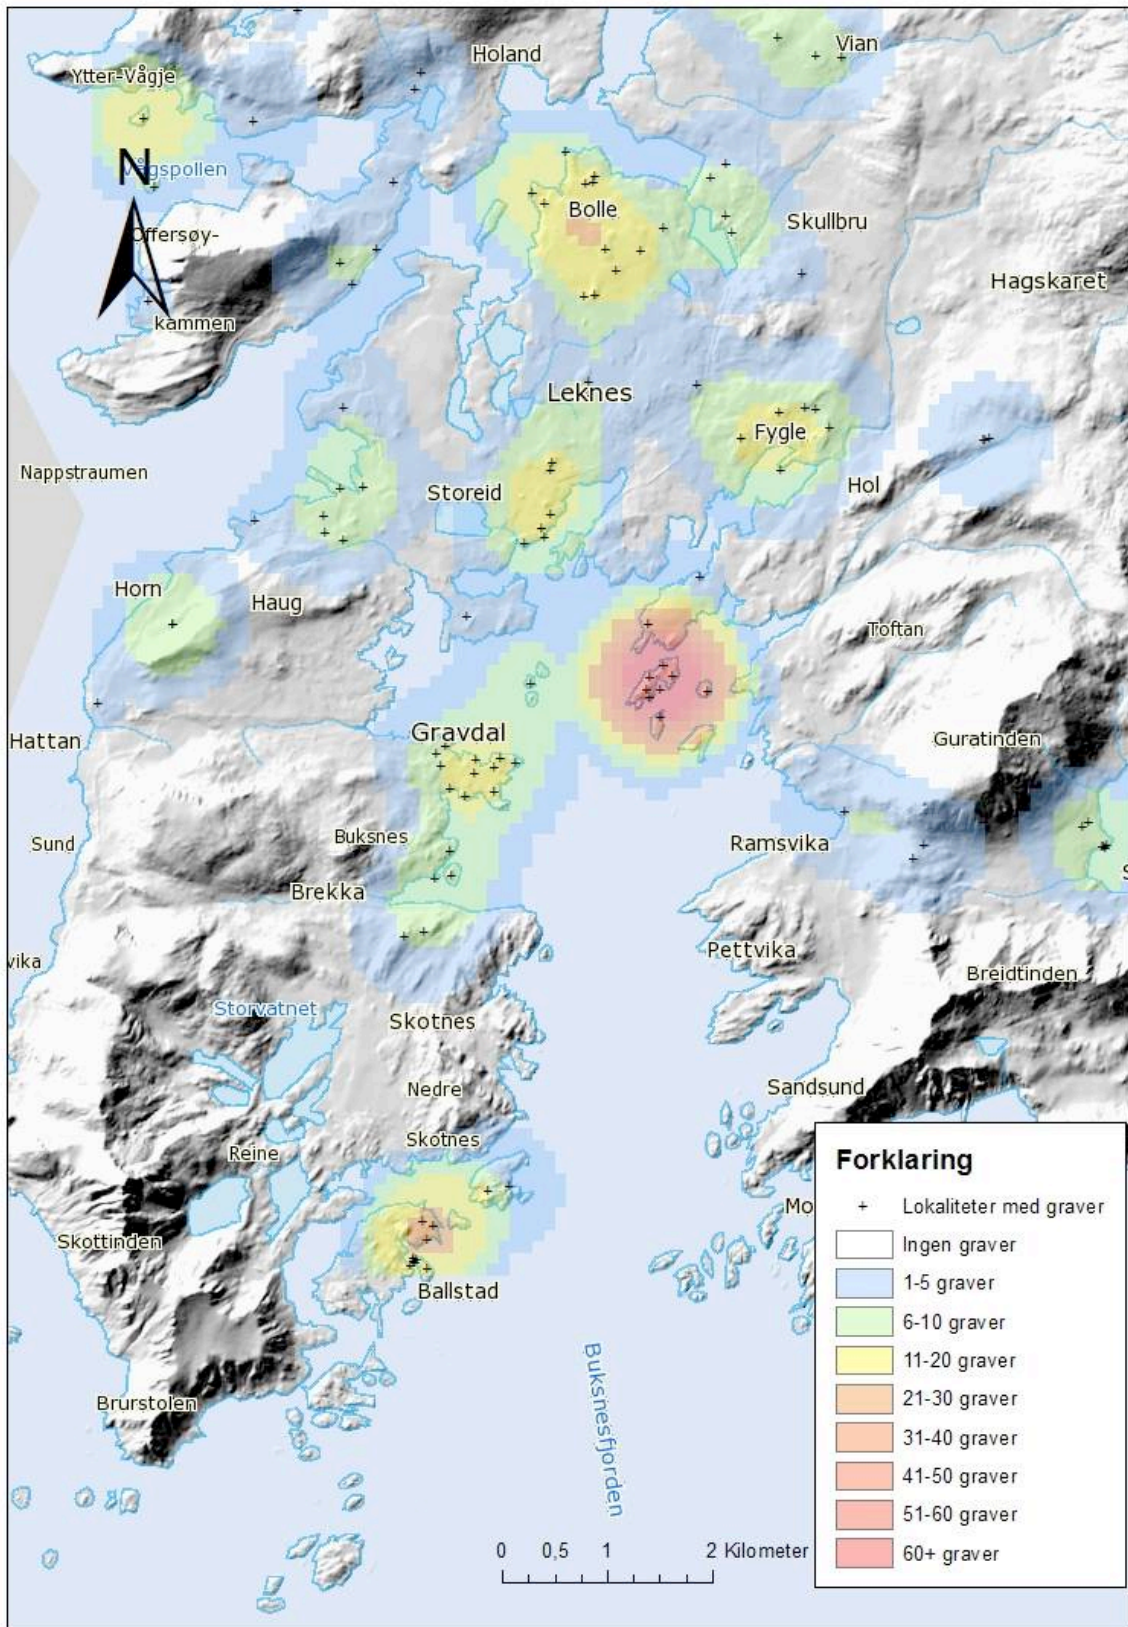 Holand
Vian
Ytter-Vågje
N
Vågspollen
Bolle
Skullbru
Offersøy-
Hagskaret
kammen
Leknes
Fygle
Nappstraumen
Storeid
Hol
Horn
Haug
Toftan
Gravdal
Hattan
Guratinden
Buksnes
Sund
Ramsvika
Brekka
S
vika
Pettvika
Breidtinden
Storvatnet
Skotnes
Nedre
Sandsund
Skotnes
Reine
Mo
Skottinden
Ballstad
Brurstolen
Buksnesfjorden
Forklaring
+ Lokaliteter med graver
Ingen graver
1-5 graver
6-10 graver
11-20 graver
21-30 graver
31-40 graver
41-50 graver
51-60 graver
60+ graver
0 0,5 1 2 Kilometer